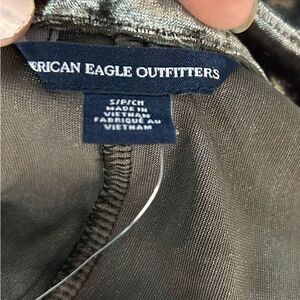 ERICAN EAGLE OUTFITTERS
S/P/CH
MADE IN
VIETNAM
FABRIQUÉ AU
VIETNAM